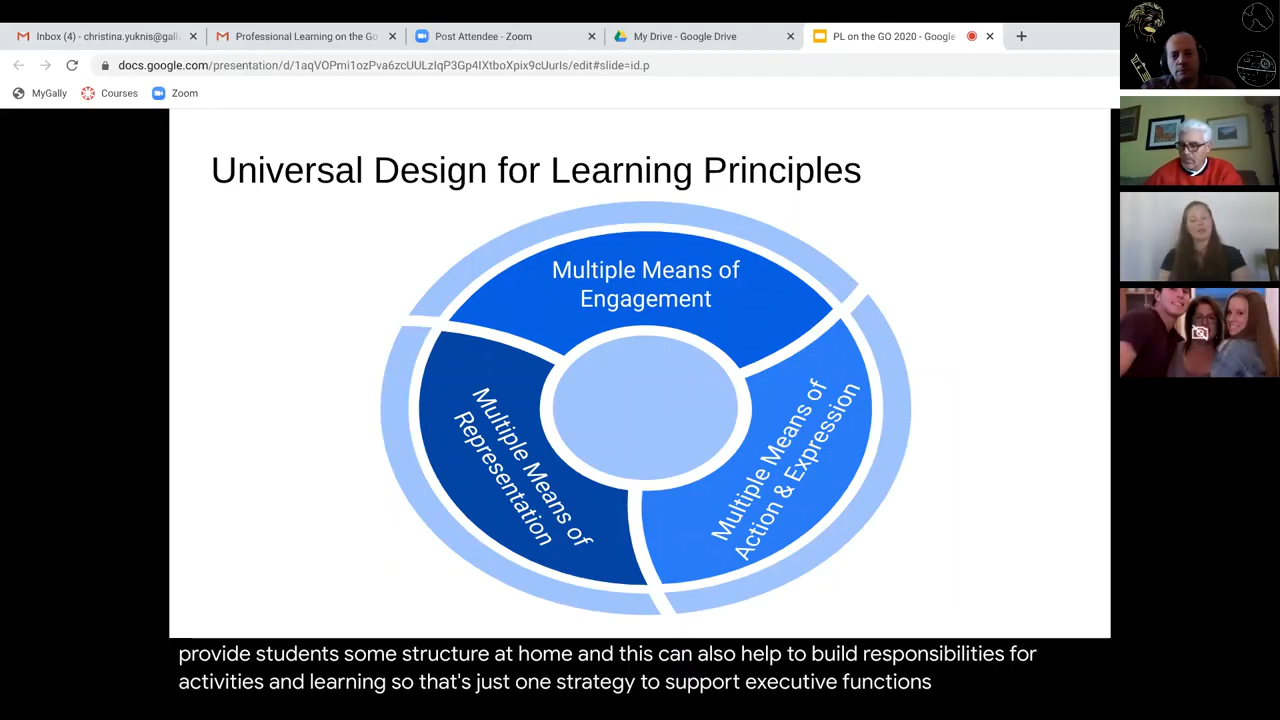 Inbox (4) - christina.yuknis@gall
Professional Learning on the Go
Post Attendee - Zoom
My Drive - Google Drive
PL on the GO 2020 - Google
docs.google.com/presentation/d/1aqVOPmi1ozPva6zcUULzIqP3Gp4IXtboXpix9cUurIs/edit#slide=id.p
MyGally
Courses
Zoom
Universal Design for Learning Principles
Multiple Means of
Engagement
Multiple Means of
Representation
Multiple Means of
Action & Expression
provide students some structure at home and this can also help to build responsibilities for
activities and learning so that's just one strategy to support executive functions